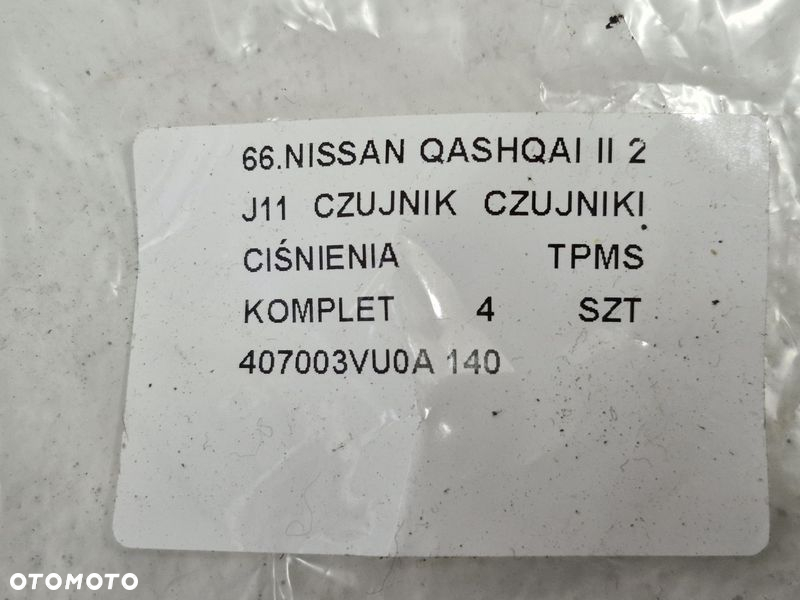 66.NISSAN QASHQAI II 2
J11 CZUJNIK CZUJNIKI
CIŚNIENIA TPMS
KOMPLET 4 SZT
407003VU0A 140
OTOMOTO